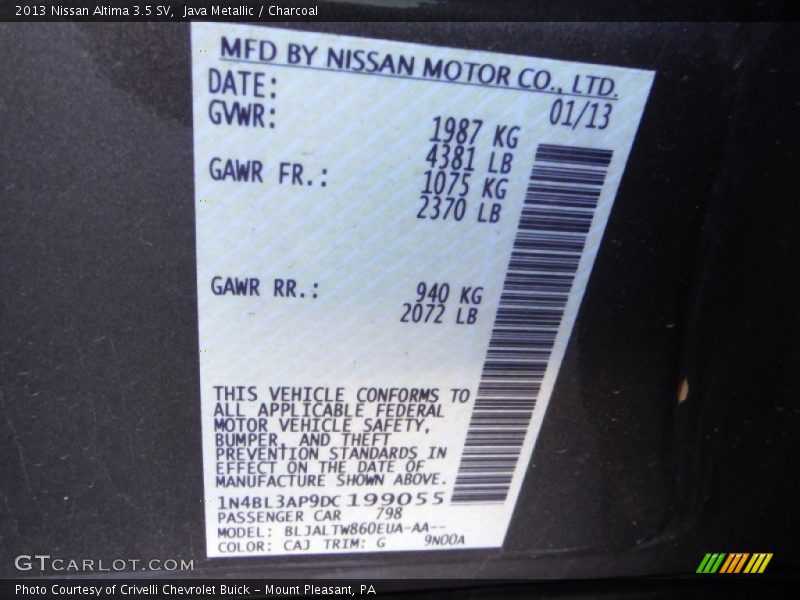 2013 Nissan Altima 3.5 SV, Java Metallic / Charcoal
MFD BY NISSAN MOTOR CO., LTD.
DATE: 01/13
GVWR: 1987 KG
4381 LB
GAWR FR.: 1075 KG
2370 LB
GAWR RR.: 940 KG
2072 LB
THIS VEHICLE CONFORMS TO
ALL APPLICABLE FEDERAL
MOTOR VEHICLE SAFETY,
BUMPER, AND THEFT
PREVENTION STANDARDS IN
EFFECT ON THE DATE OF
MANUFACTURE SHOWN ABOVE.
1N4BL3AP9DC199055
PASSENGER CAR 798
MODEL: BLJALTW860EUA-AA--
COLOR: CAJ TRIM: G 9N00A
GTCARLOT.COM
Photo Courtesy of Crivelli Chevrolet Buick - Mount Pleasant, PA